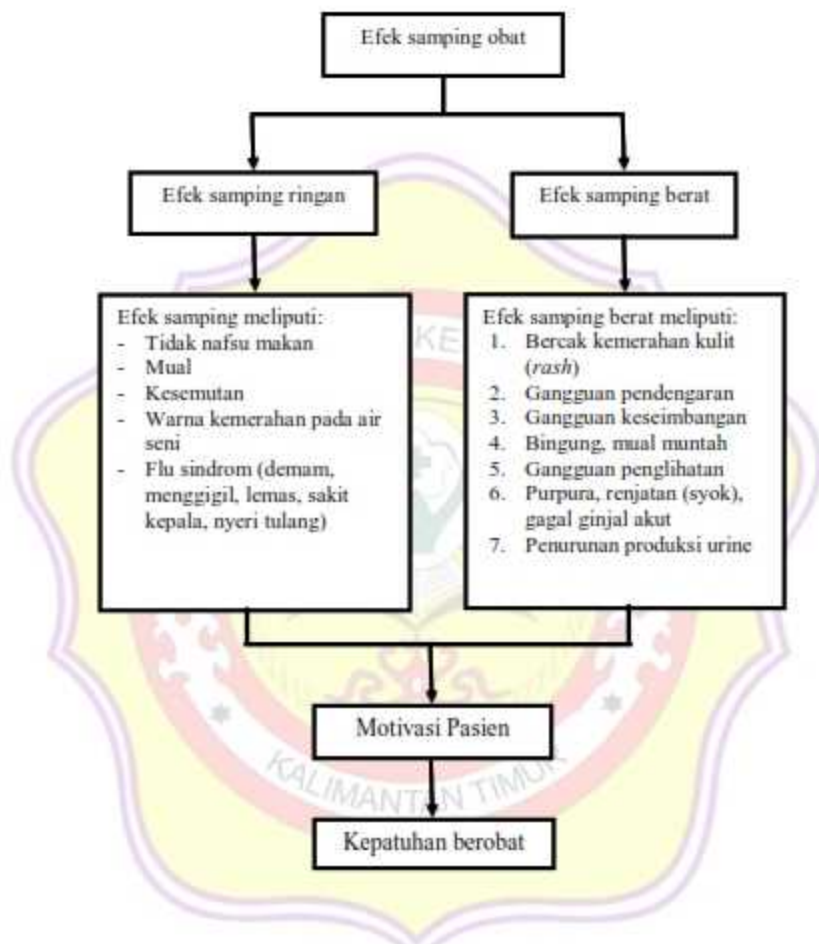 Efek samping obat
Efek samping ringan
Efek samping berat
Efek samping meliputi:
- Tidak nafsu makan
- Mual
- Kesemutan
- Warna kemerahan pada air
seni
- Flu sindrom (demam,
menggigil, lemas, sakit
kepala, nyeri tulang)
Efek samping berat meliputi:
1. Bercak kemerahan kulit
(rash)
2. Gangguan pendengaran
3. Gangguan keseimbangan
4. Bingung, mual muntah
5. Gangguan penglihatan
6. Purpura, renjatan (syok),
gagal ginjal akut
7. Penurunan produksi urine
KE
Motivasi Pasien
KALIMANTAN TIMUR
Kepatuhan berobat